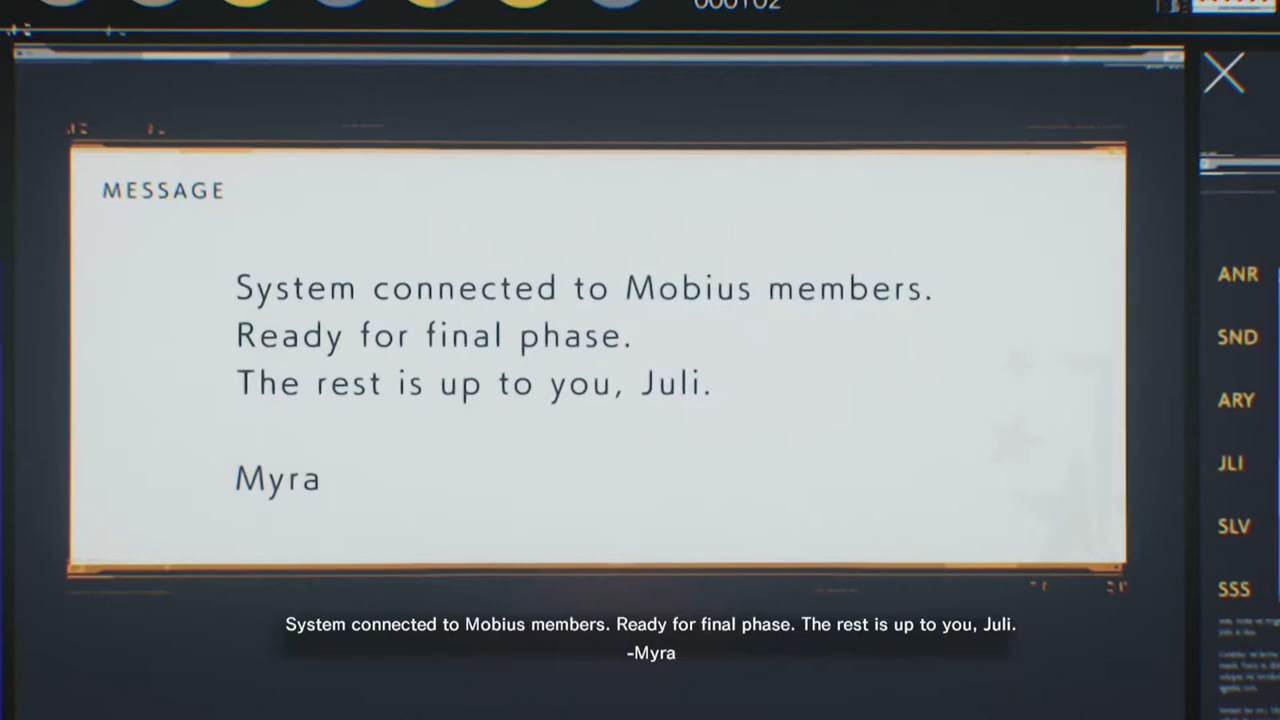 MESSAGE
System connected to Mobius members.
Ready for final phase.
The rest is up to you, Juli.
Myra
ANR
SND
ARY
JLI
SLV
SSS
System connected to Mobius members. Ready for final phase. The rest is up to you, Juli.
-Myra